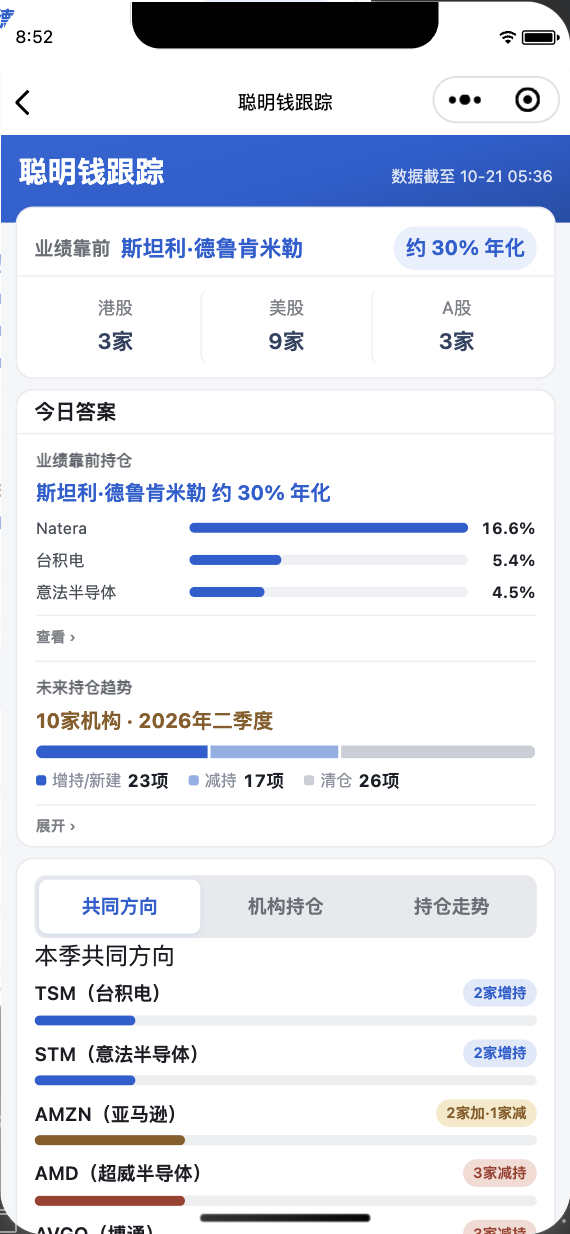 德
8:52
聪明钱跟踪
聪明钱跟踪
数据截至 10-21 05:36
业绩靠前 斯坦利·德鲁肯米勒 约 30% 年化
港股 美股 A股
3家 9家 3家
今日答案
业绩靠前持仓
斯坦利·德鲁肯米勒 约 30% 年化
Natera 16.6%
台积电 5.4%
意法半导体 4.5%
查看 ›
未来持仓趋势
10家机构 · 2026年二季度
增持/新建 23项 减持 17项 清仓 26项
展开 ›
共同方向 机构持仓 持仓走势
本季共同方向
TSM（台积电） 2家增持
STM（意法半导体） 2家增持
AMZN（亚马逊） 2家加·1家减
AMD（超威半导体） 3家减持
AVGO（博通） 3家减持